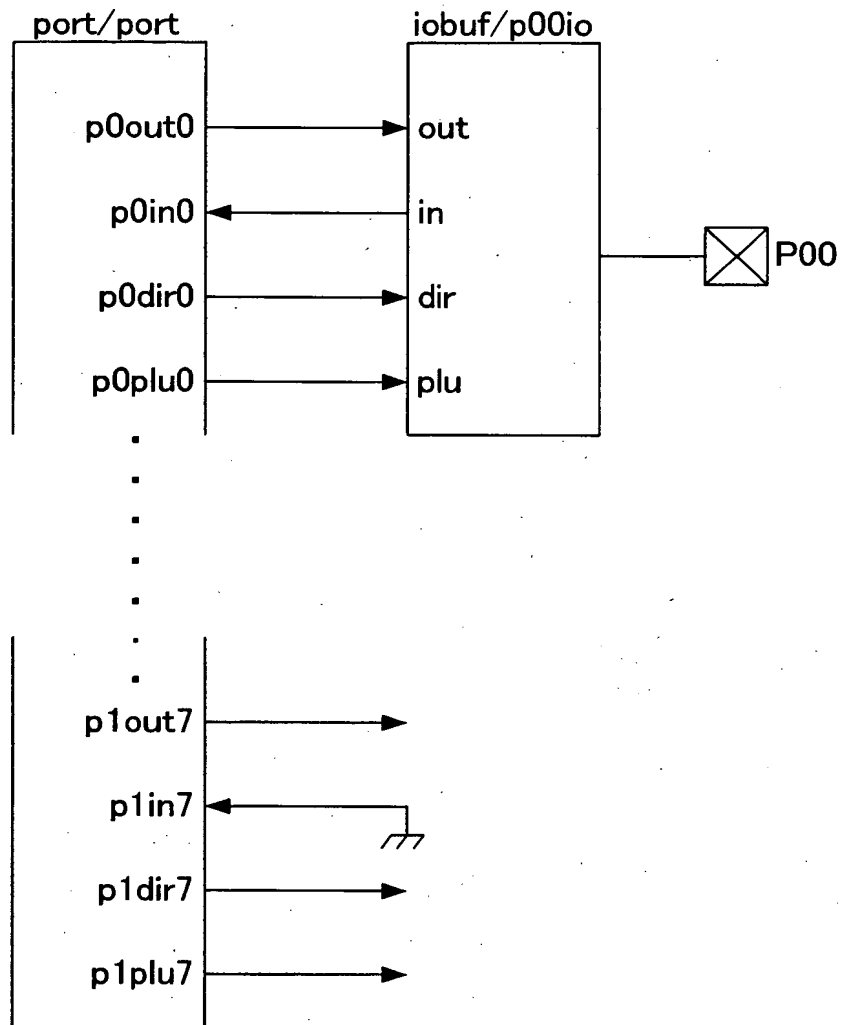 port/port
iobuf/p00io
p0out0
out
p0in0
in
P00
p0dir0
dir
p0plu0
plu
p1out7
p1in7
p1dir7
p1plu7